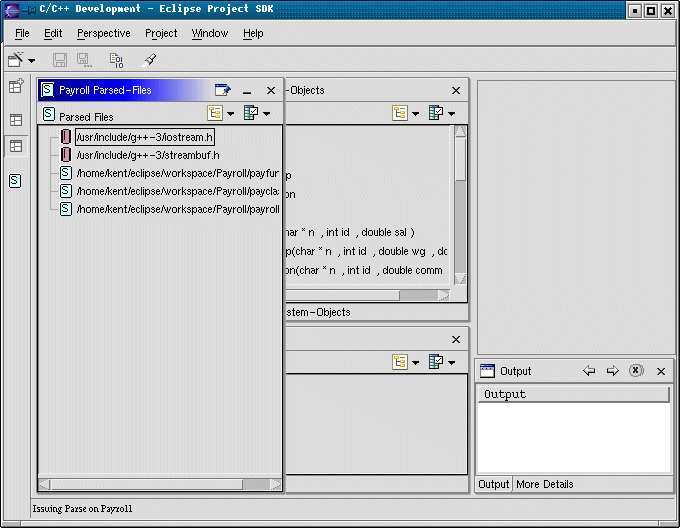 C/C++ Development - Eclipse Project SDK
File Edit Perspective Project Window Help
Payroll Parsed-Files
Parsed Files
/usr/include/g++-3/iostream.h
/usr/include/g++-3/streambuf.h
/home/kent/eclipse/workspace/Payroll/payfun
/home/kent/eclipse/workspace/Payroll/paycla
/home/kent/eclipse/workspace/Payroll/payroll
-Objects
p
on
har * n , int id , double sal )
p(char * n , int id , double wg , do
on(char * n , int id , double comm
stem-Objects
Output
Output
Output More Details
Issuing Parse on Payroll